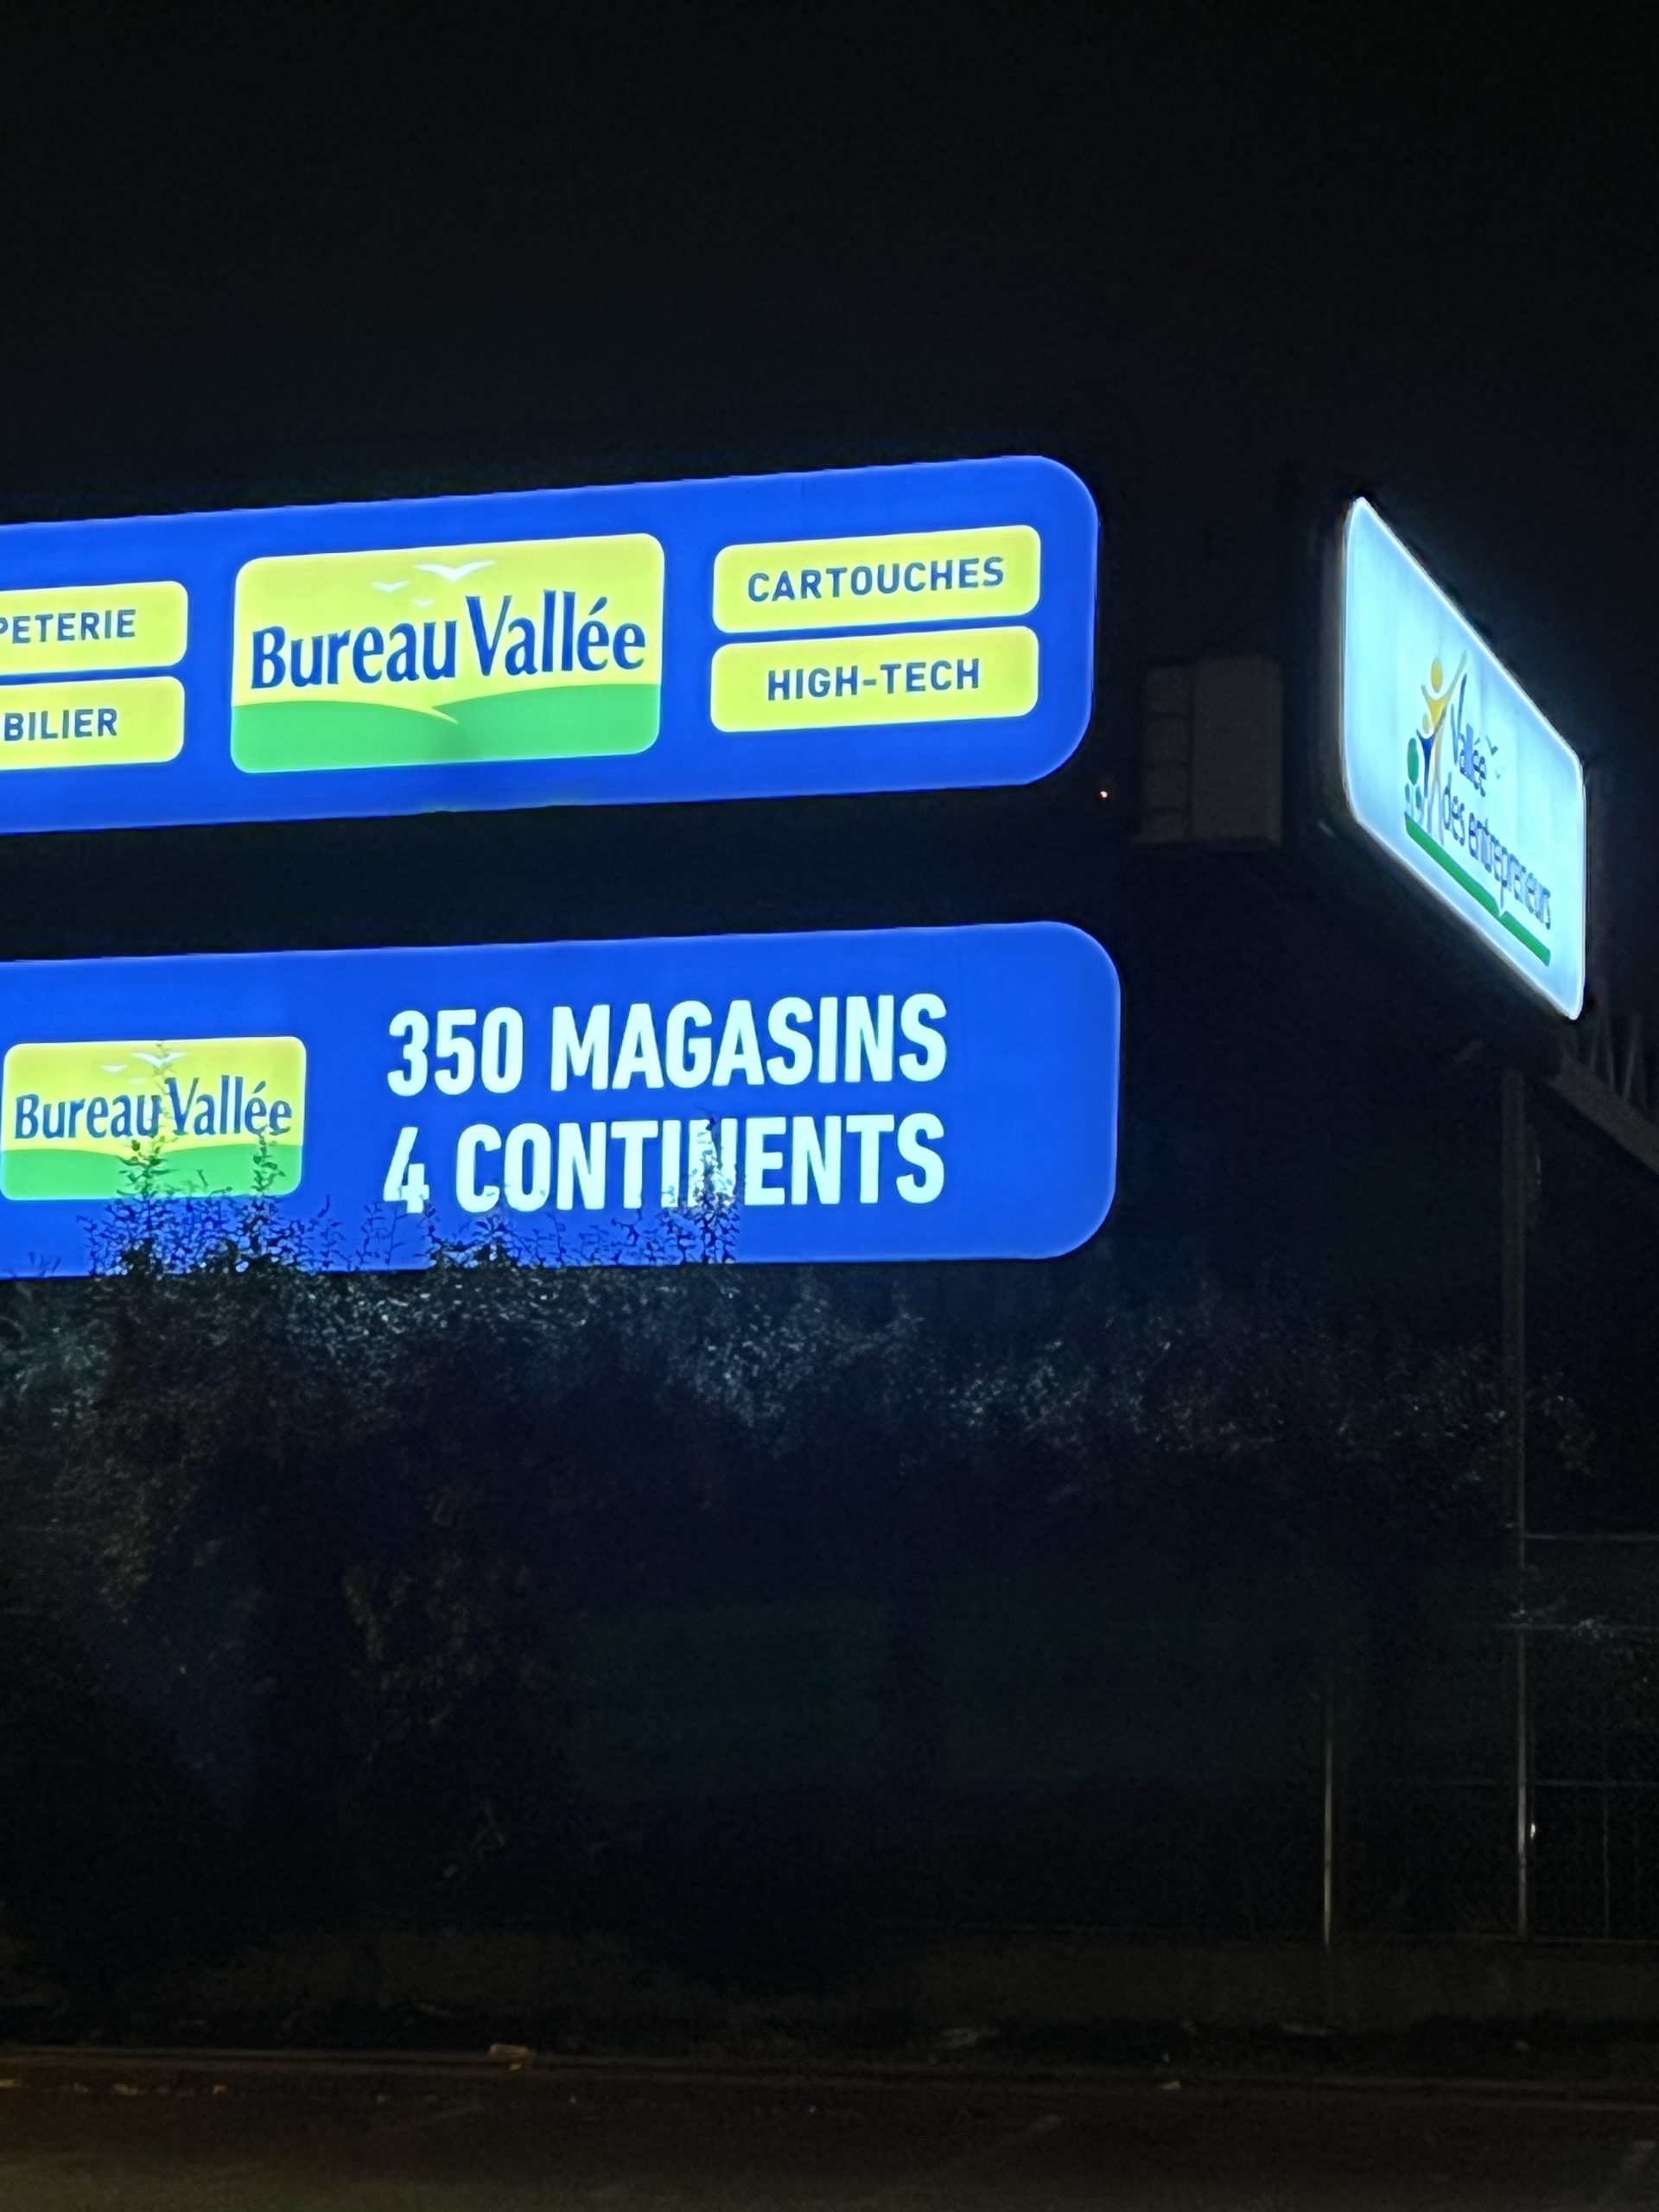 PETERIE
BILIER
Bureau Vallée
CARTOUCHES
HIGH-TECH
Vallée
des entrepreneurs
Bureau Vallée
350 MAGASINS
4 CONTINENTS